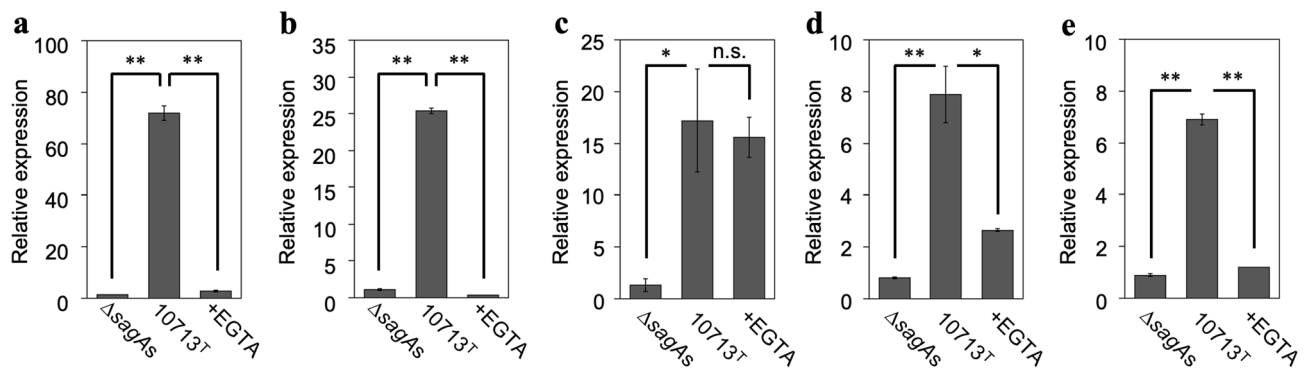 a
100
80
60
40
20
0
Relative expression
**
**
ΔsagAs
10713ᵀ
+EGTA
b
35
30
25
20
15
10
5
0
Relative expression
**
**
ΔsagAs
10713ᵀ
+EGTA
c
25
20
15
10
5
0
Relative expression
*
n.s.
ΔsagAs
10713ᵀ
+EGTA
d
10
8
6
4
2
0
Relative expression
**
*
ΔsagAs
10713ᵀ
+EGTA
e
8
6
4
2
0
Relative expression
**
**
ΔsagAs
10713ᵀ
+EGTA